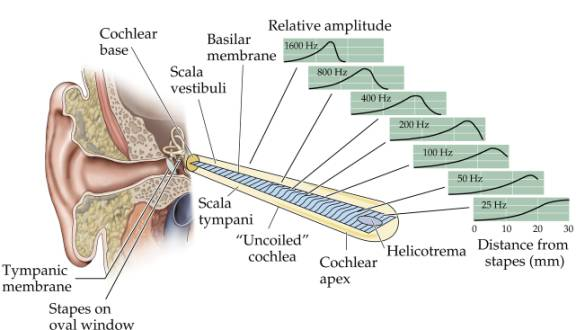 Relative amplitude
Cochlear
base
Basilar
membrane
1600 Hz
Scala
vestibuli
800 Hz
400 Hz
200 Hz
100 Hz
50 Hz
25 Hz
Scala
tympani
"Uncoiled"
cochlea
Cochlear
apex
Helicotrema
0 10 20 30
Distance from
stapes (mm)
Tympanic
membrane
Stapes on
oval window